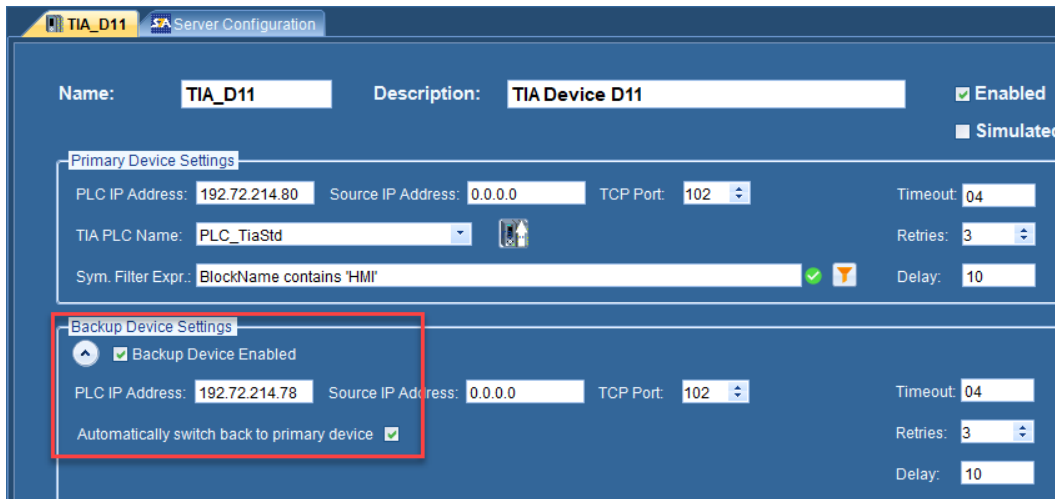 TIA_D11 Server Configuration
Name: TIA_D11 Description: TIA Device D11 Enabled
Simulated
Primary Device Settings
PLC IP Address: 192.72.214.80 Source IP Address: 0.0.0.0 TCP Port: 102 Timeout: 04
TIA PLC Name: PLC_TiaStd Retries: 3
Sym. Filter Expr.: BlockName contains 'HMI' Delay: 10
Backup Device Settings
Backup Device Enabled
PLC IP Address: 192.72.214.78 Source IP Address: 0.0.0.0 TCP Port: 102 Timeout: 04
Automatically switch back to primary device Retries: 3
Delay: 10